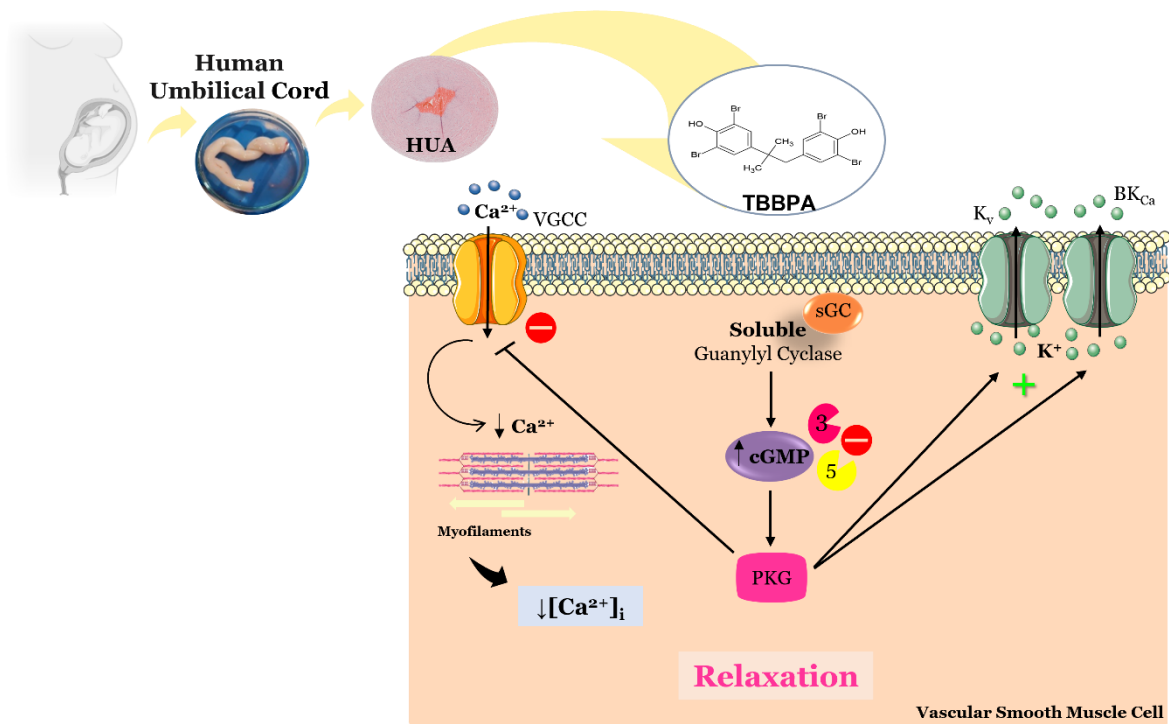 Human
Umbilical Cord
HUA
Br
HO
Br
CH₃
H₃C
Br
OH
Br
TBBPA
Ca²⁺
VGCC
Kᵥ
BK_Ca
sGC
Soluble
Guanylyl Cyclase
K⁺
+
↓ Ca²⁺
↑ cGMP
3
5
Myofilaments
PKG
↓[Ca²⁺]ᵢ
Relaxation
Vascular Smooth Muscle Cell